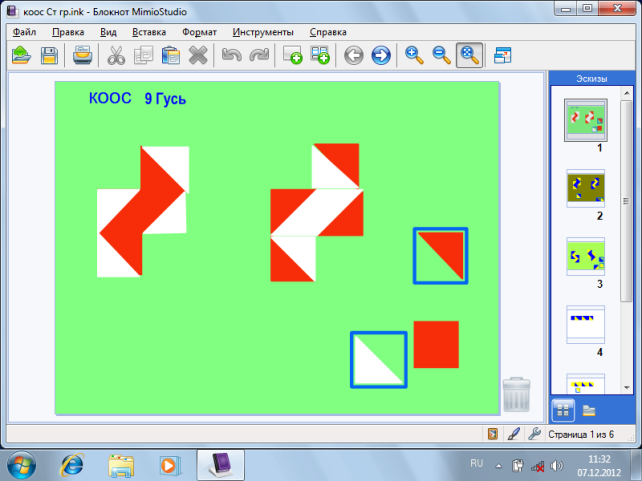 коос Ст гр.ink - Блокнот MimioStudio
Файл Правка Вид Вставка Формат Инструменты Справка
Эскизы
КООС 9 Гусь
1
2
3
4
Страница 1 из 6
RU
11:32
07.12.2012